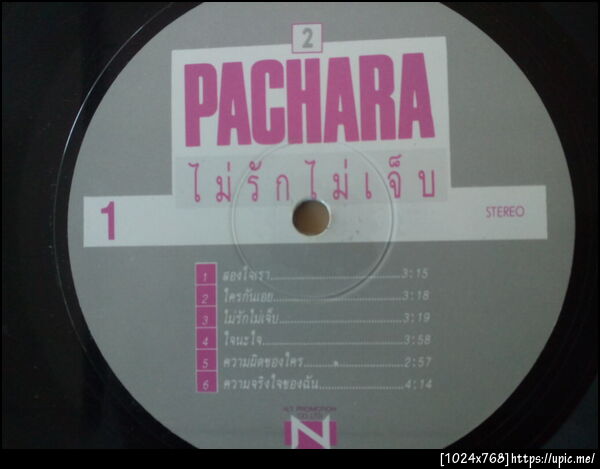 2
PACHARA
ไม่รักไม่เจ็บ
1
STEREO
1 สองใจเรา 3:15
2 ใครกันเอย 3:18
3 ไม่รักไม่เจ็บ 3:19
4 ใจนะใจ 3:58
5 ความผิดของใคร 2:57
6 ความจริงใจของฉัน 4:14
PROMOTION
CO.,LTD.
N
[1024x768]https://upic.me/